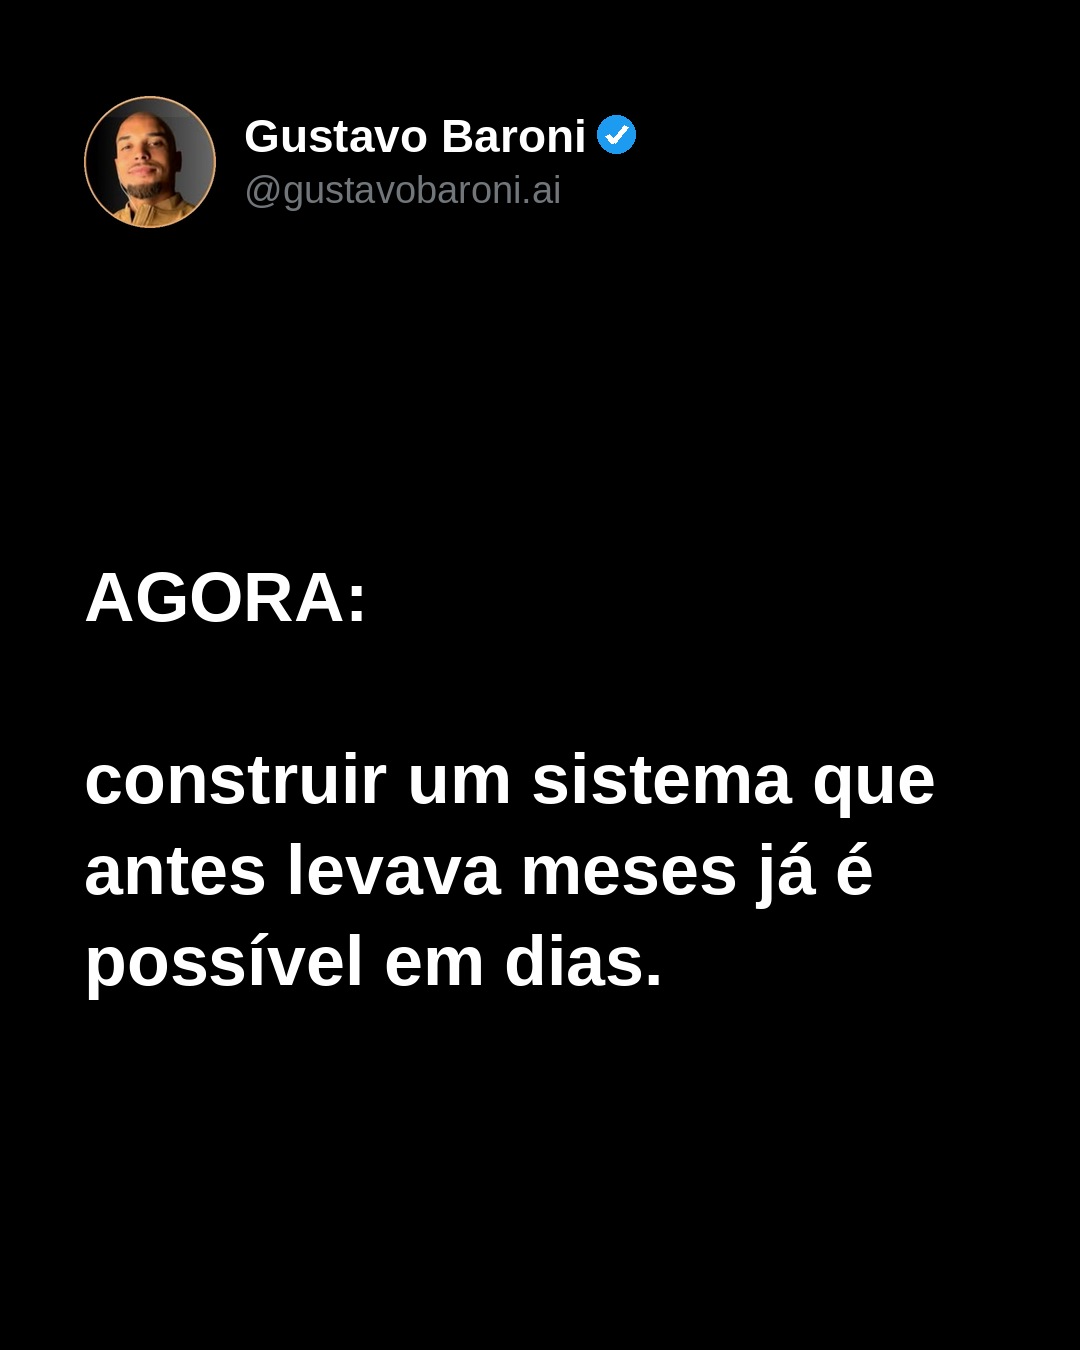 Gustavo Baroni
@gustavobaroni.ai
AGORA:
construir um sistema que
antes levava meses já é
possível em dias.